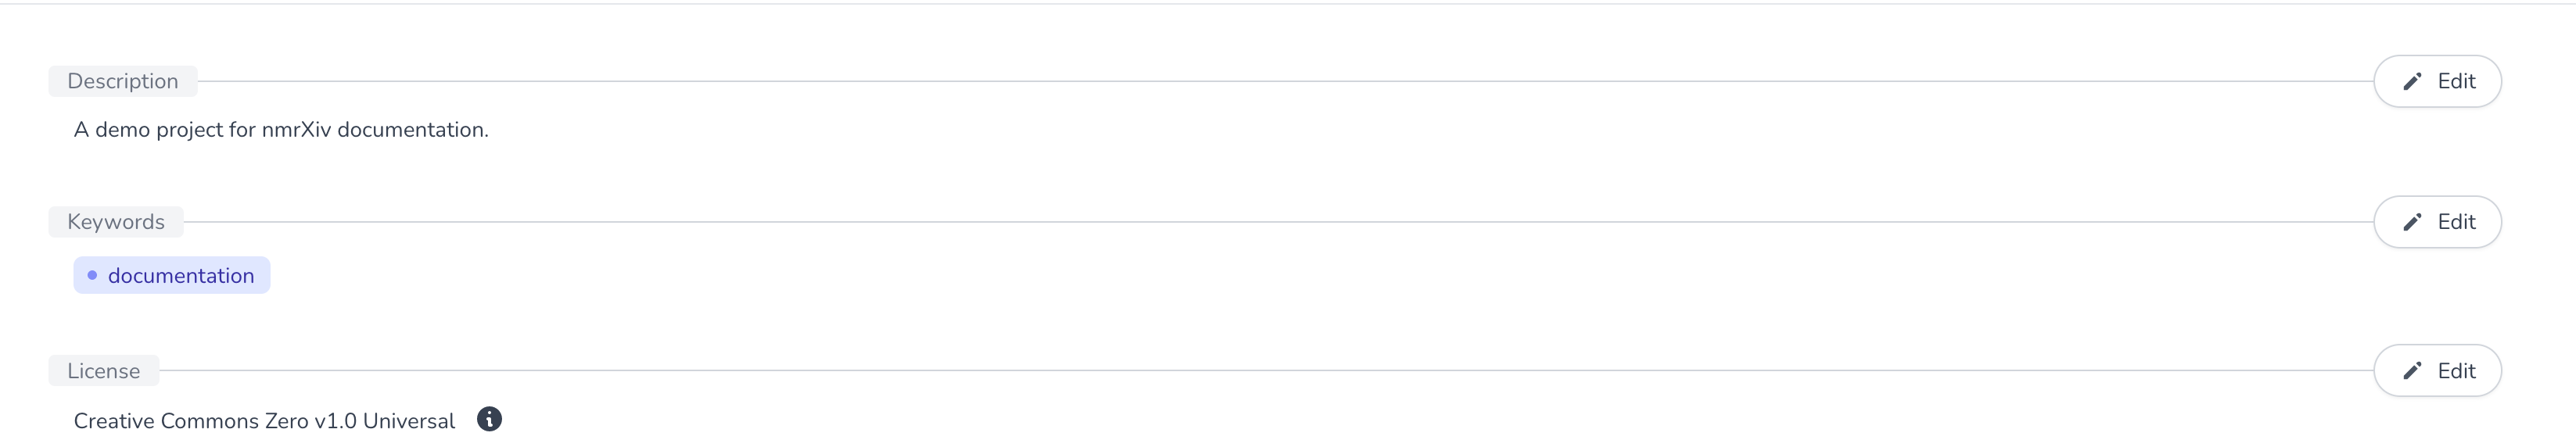 Description
Edit
A demo project for nmrXiv documentation.
Keywords
Edit
documentation
License
Edit
Creative Commons Zero v1.0 Universal